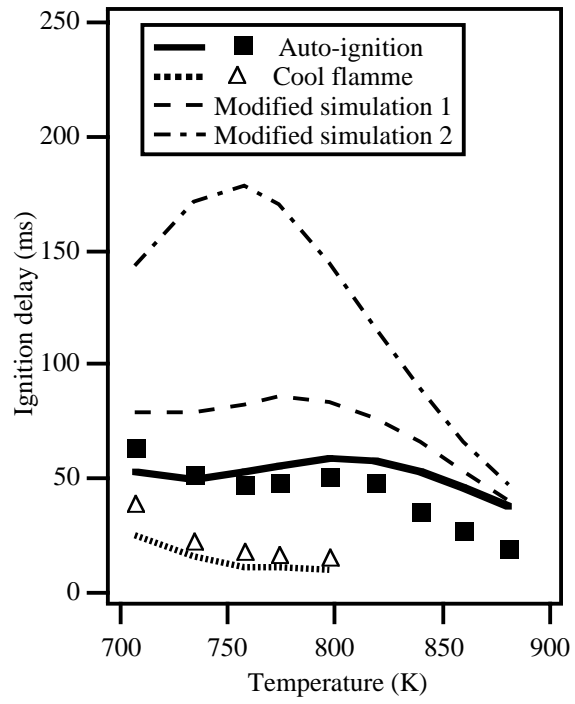 250
200
150
100
50
0
Ignition delay (ms)
Auto-ignition
Cool flamme
Modified simulation 1
Modified simulation 2
700 750 800 850 900
Temperature (K)